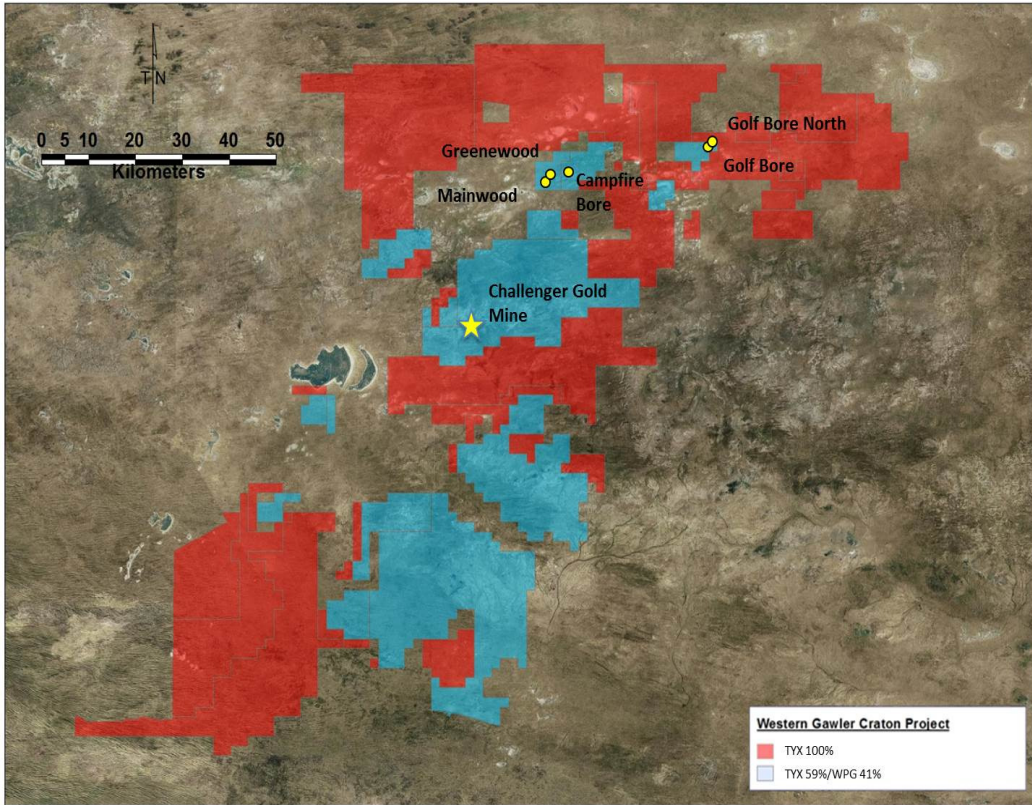 T N
0 5 10 20 30 40 50
Kilometers
Golf Bore North
Greenewood
Golf Bore
Mainwood
Campfire
Bore
Challenger Gold
Mine
Western Gawler Craton Project
TYX 100%
TYX 59%/WPG 41%